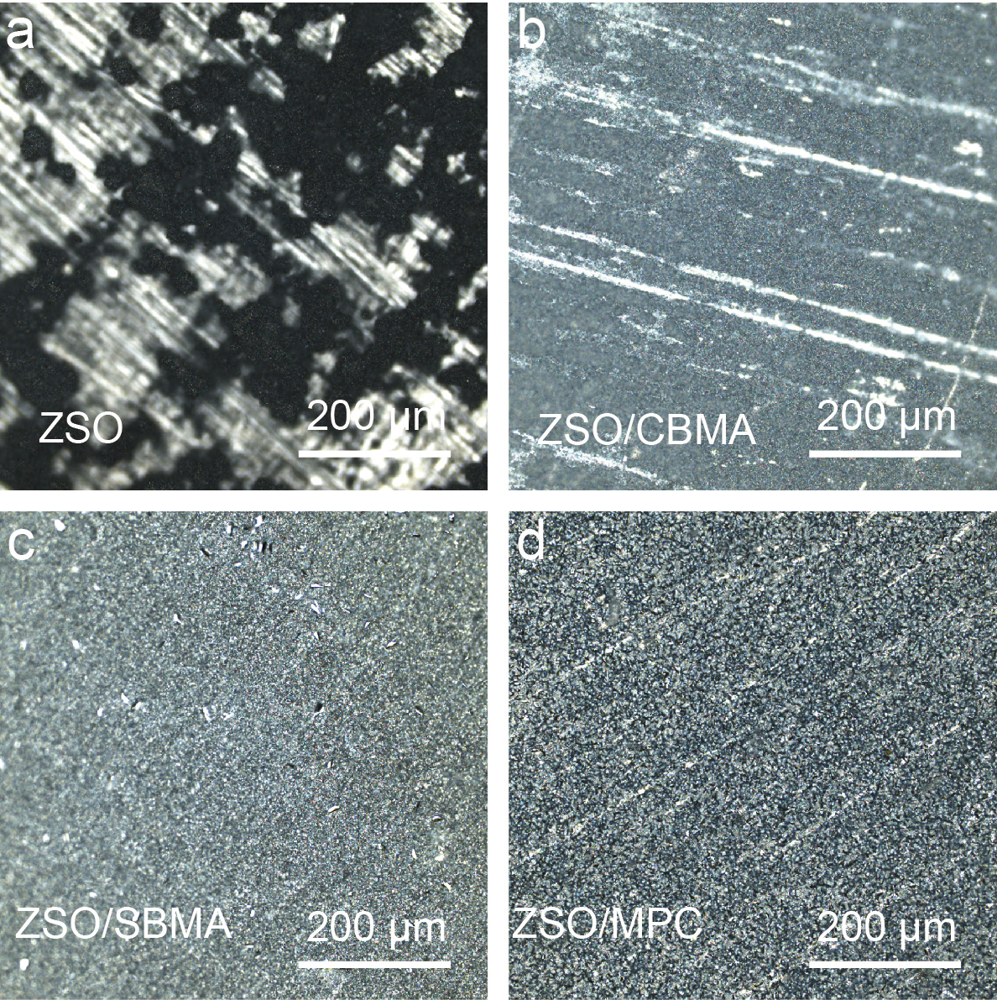 a
ZSO
200 μm
b
ZSO/CBMA
200 μm
c
ZSO/SBMA
200 μm
d
ZSO/MPC
200 μm